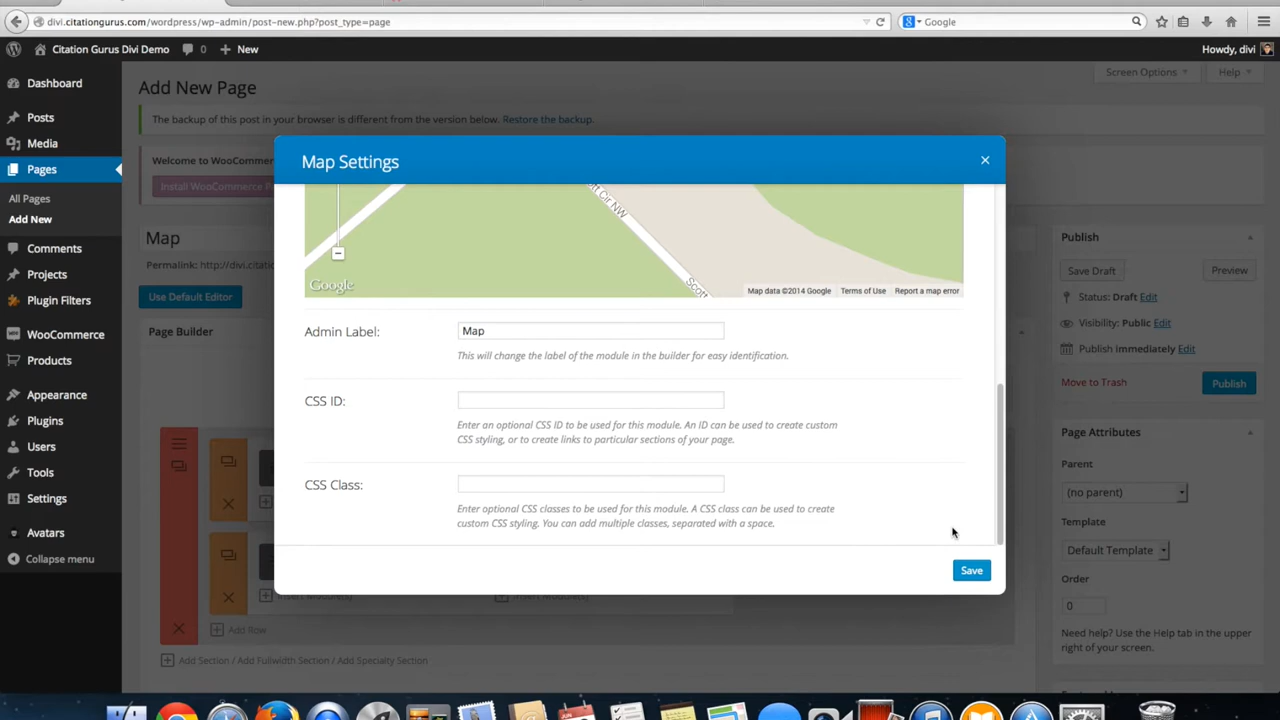 divi.citationgurus.com/wordpress/wp-admin/post-new.php?post_type=page
Google
Citation Gurus Divi Demo
0
New
Howdy, divi
Dashboard
Posts
Media
Pages
All Pages
Add New
Comments
Projects
Plugin Filters
WooCommerce
Products
Appearance
Plugins
Users
Tools
Settings
Avatars
Collapse menu
Screen Options
Help
Add New Page
The backup of this post in your browser is different from the version below. Restore the backup.
Welcome to WooCommer
Install WooCommerce P
Map
Permalink: http://divi.citatio
Use Default Editor
Page Builder
Map Settings
×
ott Cir NW
Scott
Google
Map data ©2014 Google
Terms of Use
Report a map error
Admin Label:
Map
This will change the label of the module in the builder for easy identification.
CSS ID:
Enter an optional CSS ID to be used for this module. An ID can be used to create custom
CSS styling, or to create links to particular sections of your page.
CSS Class:
Enter optional CSS classes to be used for this module. A CSS class can be used to create
custom CSS styling. You can add multiple classes, separated with a space.
Save
Add Row
Add Section / Add Fullwidth Section / Add Specialty Section
Publish
Save Draft
Preview
Status: Draft Edit
Visibility: Public Edit
Publish immediately Edit
Move to Trash
Publish
Page Attributes
Parent
(no parent)
Template
Default Template
Order
0
Need help? Use the Help tab in the upper
right of your screen.